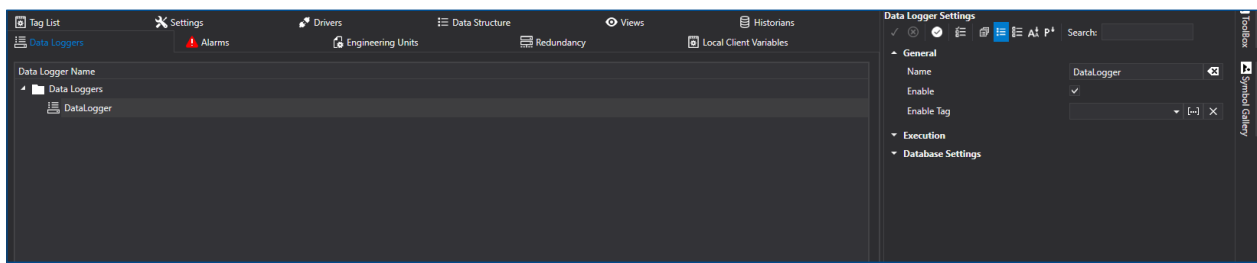 Tag List Settings Drivers Data Structure Views Historians
Data Loggers Alarms Engineering Units Redundancy Local Client Variables
Data Logger Name
Data Loggers
DataLogger
Data Logger Settings
Search:
General
Name DataLogger
Enable
Enable Tag
Execution
Database Settings
ToolBox
Symbol Gallery